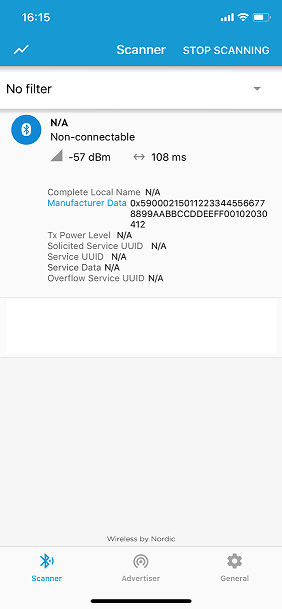 16:15
Scanner STOP SCANNING
No filter
N/A
Non-connectable
-57 dBm 108 ms
Complete Local Name N/A
Manufacturer Data 0x590002150112233445566​77
8899AABBCCDDEEFF00102030
412
Tx Power Level N/A
Solicited Service UUID N/A
Service UUID N/A
Service Data N/A
Overflow Service UUID N/A
Wireless by Nordic
Scanner Advertiser General